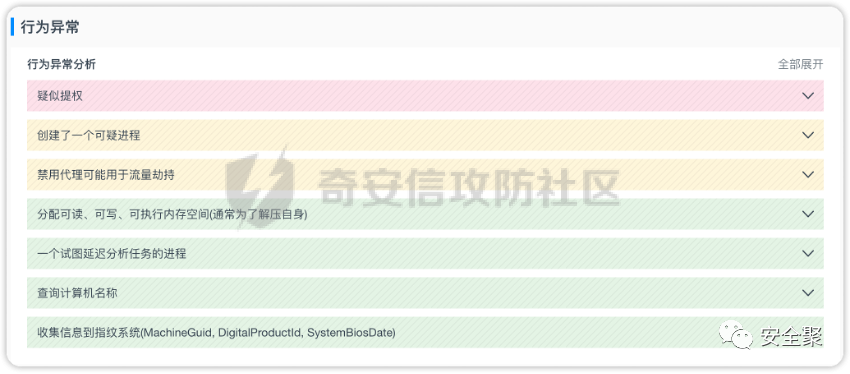 行为异常
行为异常分析 全部展开
疑似提权
创建了一个可疑进程
禁用代理可能用于流量劫持
奇安信攻防社区
分配可读、可写、可执行内存空间(通常为了解压自身)
一个试图延迟分析任务的进程
查询计算机名称
收集信息到指纹系统(MachineGuid, DigitalProductId, SystemBiosDate)
安全聚